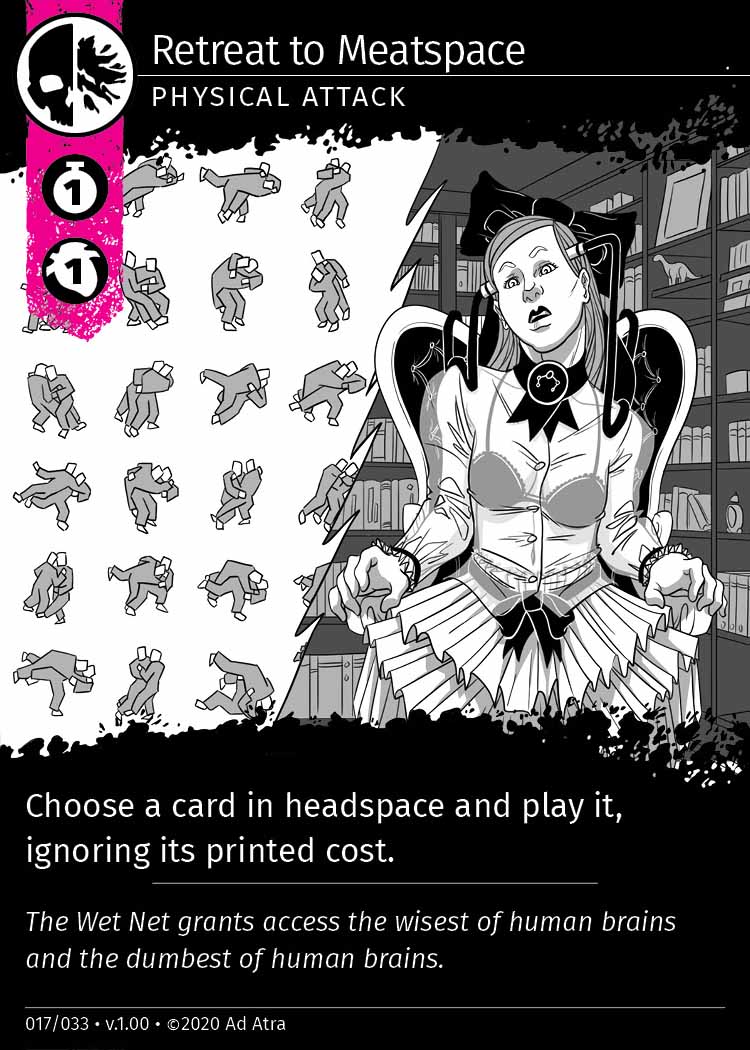 Retreat to Meatspace
PHYSICAL ATTACK
1
1
Choose a card in headspace and play it,
ignoring its printed cost.
The Wet Net grants access the wisest of human brains
and the dumbest of human brains.
017/033 • v.1.00 • ©2020 Ad Atra